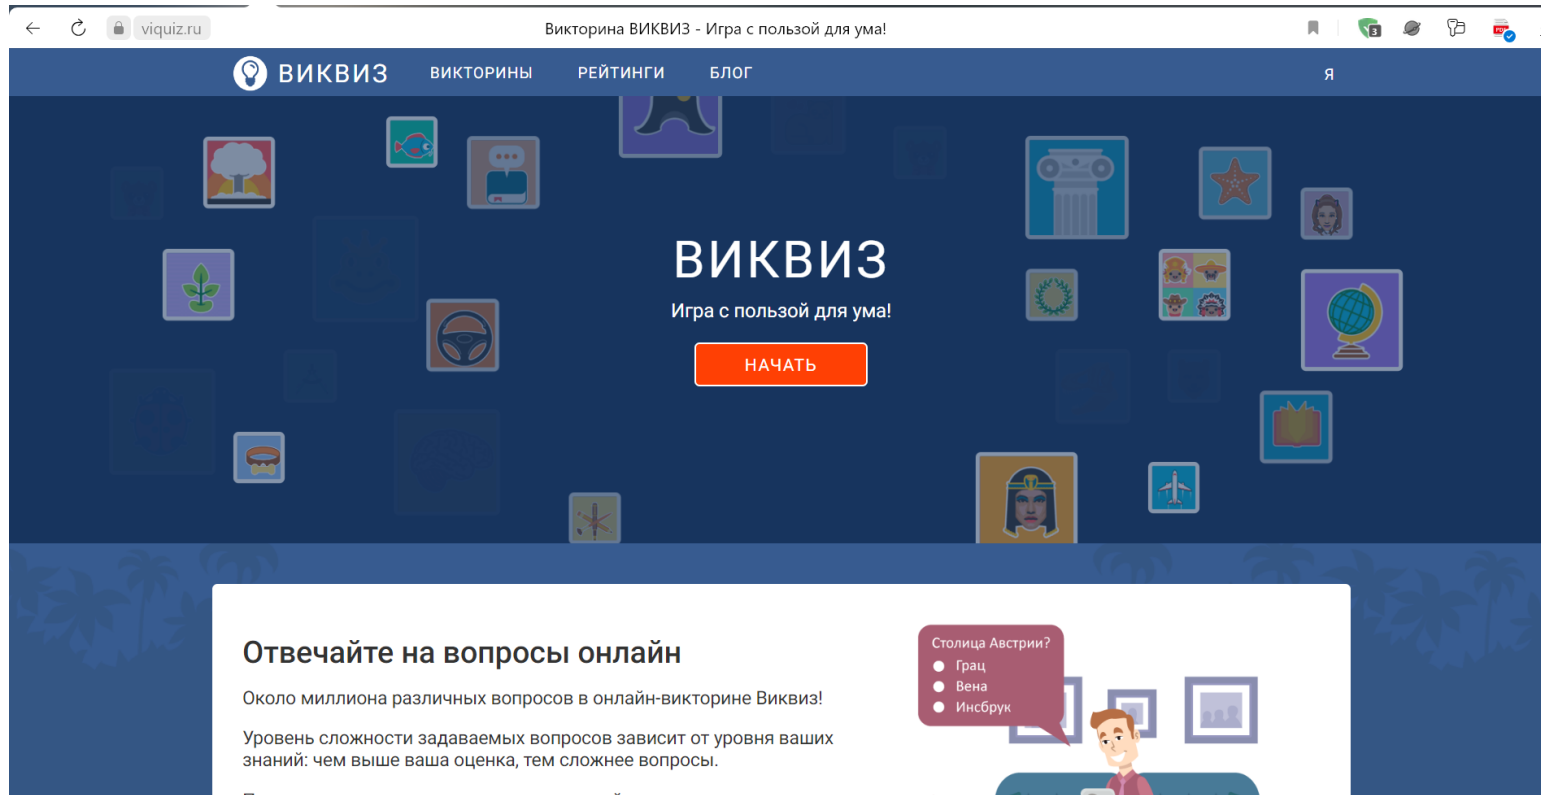 viquiz.ru
Викторина ВИКВИЗ - Игра с пользой для ума!
3
ВИКВИЗ
ВИКТОРИНЫ
РЕЙТИНГИ
БЛОГ
Я
ВИКВИЗ
Игра с пользой для ума!
НАЧАТЬ
Отвечайте на вопросы онлайн
Около миллиона различных вопросов в онлайн-викторине Виквиз!
Уровень сложности задаваемых вопросов зависит от уровня ваших
знаний: чем выше ваша оценка, тем сложнее вопросы.
Столица Австрии?
Грац
Вена
Инсбрук